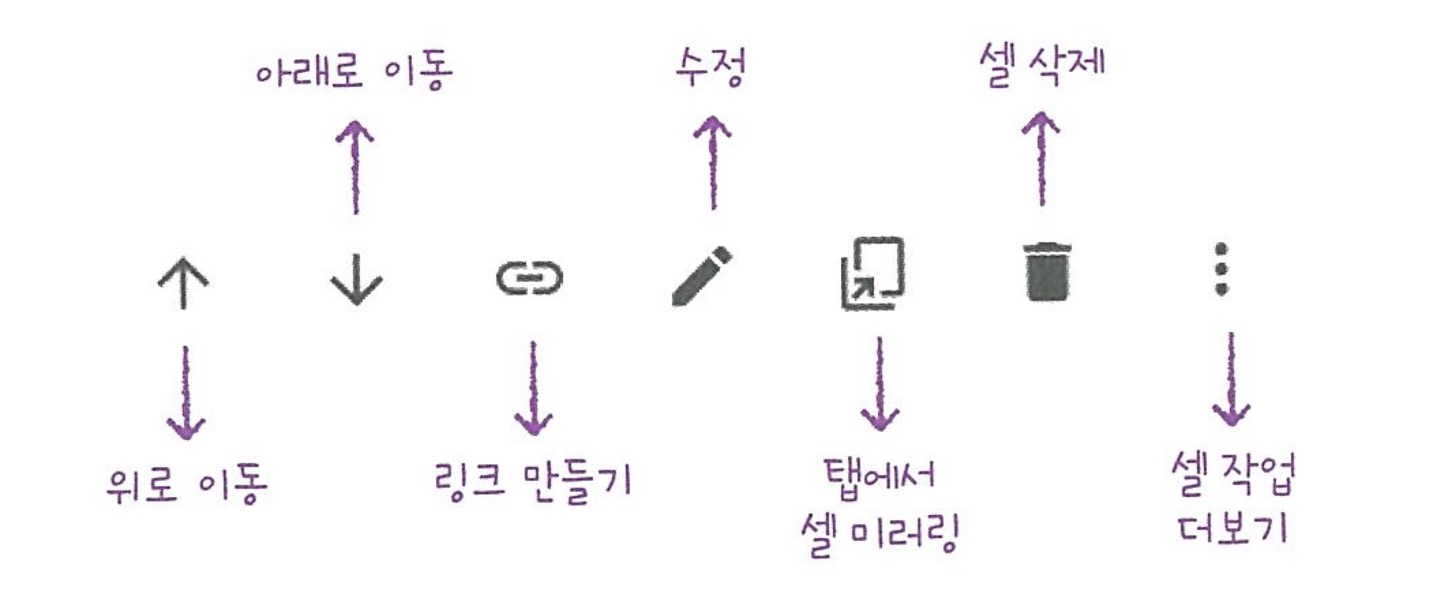 아래로 이동
수정
셀 삭제
위로 이동
링크 만들기
탭에서
셀 미러링
셀 작업
더보기